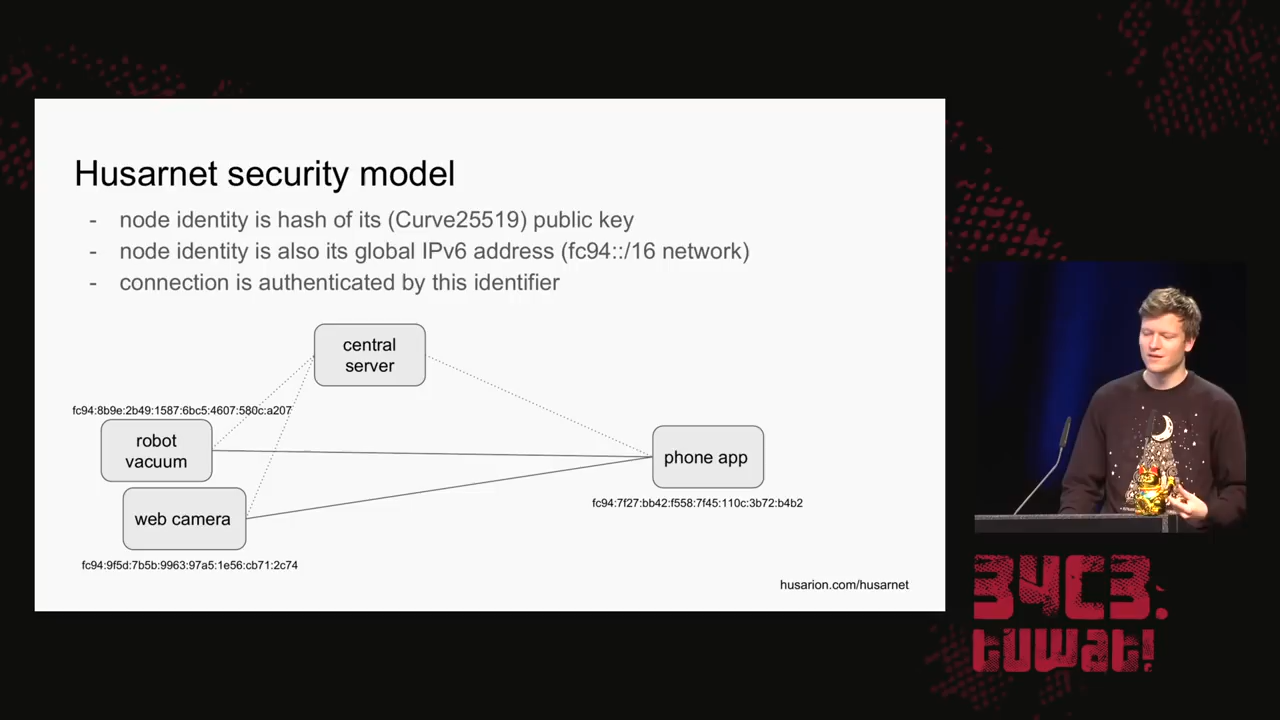 Husarnet security model
- node identity is hash of its (Curve25519) public key
- node identity is also its global IPv6 address (fc94::/16 network)
- connection is authenticated by this identifier
central
server
fc94:8b9e:2b49:1587:6bc5:4607:580c:a207
robot
vacuum
phone app
fc94:7f27:bb42:f558:7f45:110c:3b72:b4b2
web camera
fc94:9f5d:7b5b:9963:97a5:1e56:cb71:2c74
husarion.com/husarnet
34C3.
tuwat!